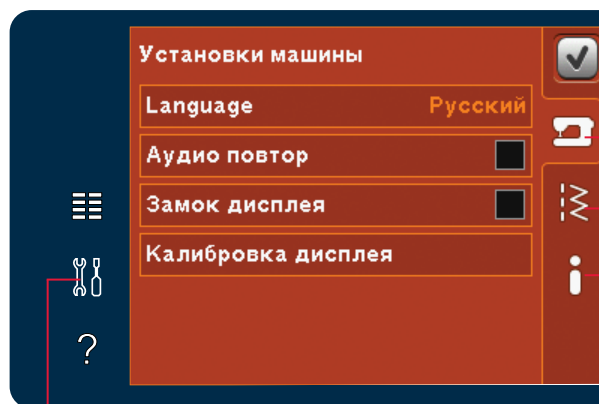 Установки машины
Language Русский
Аудио повтор
Замок дисплея
Калибровка дисплея
?